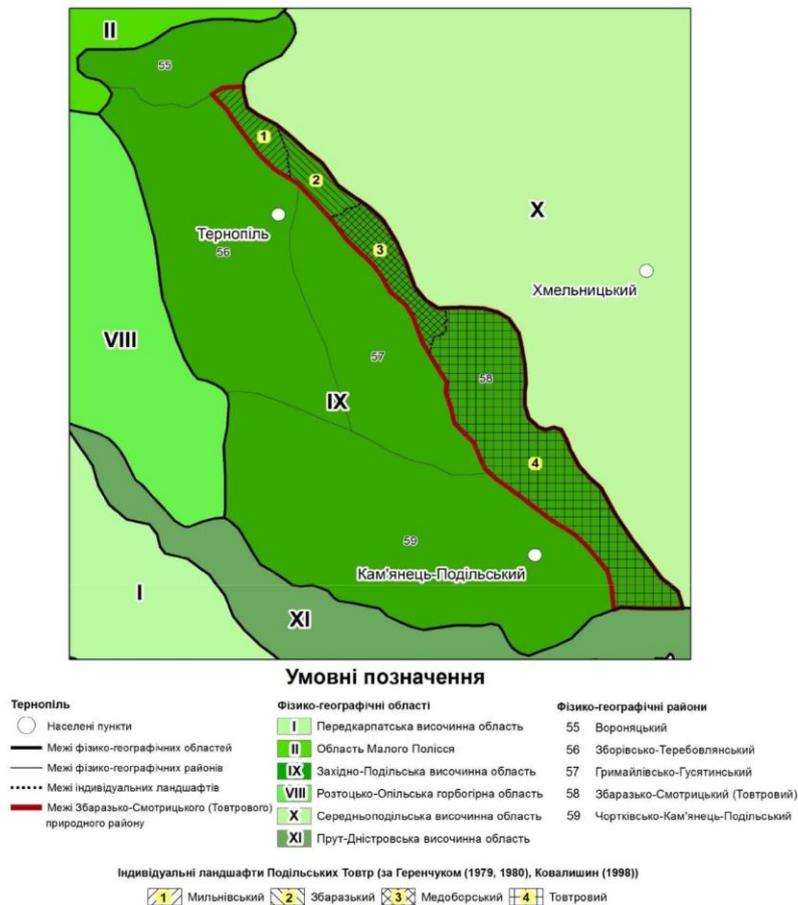 II
55
1
2
X
Тернопіль
56
3
Хмельницький
VIII
57
58
IX
4
59
Кам'янець-Подільський
I
XI
Умовні позначення
Тернопіль
Населені пункти
Межі фізико-географічних областей
Межі фізико-географічних районів
Межі індивідуальних ландшафтів
Межі Збаразько-Смотрицького (Товтрового)
природного району
Фізико-географічні області
I Передкарпатська височинна область
II Область Малого Полісся
IX Західно-Подільська височинна область
VIII Розтоцько-Опільська горбогірна область
X Середньоподільська височинна область
XI Прут-Дністровська височинна область
Фізико-географічні райони
55 Вороняцький
56 Зборівсько-Теребовлянський
57 Гримайлівсько-Гусятинський
58 Збаразько-Смотрицький (Товтровий)
59 Чортківсько-Кам'янець-Подільський
Індивідуальні ландшафти Подільських Товтр (за Геренчуком (1979, 1980), Ковалишин (1998))
1 Мильнівський 2 Збаразький 3 Медоборський 4 Товтровий